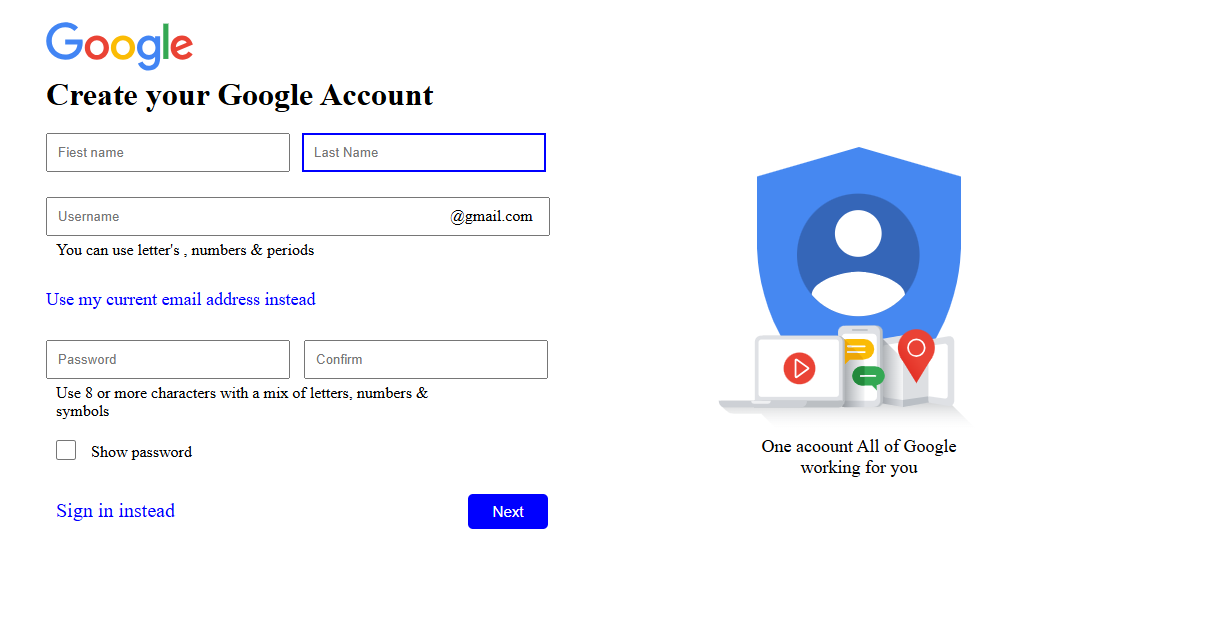 Google
Create your Google Account
Fiest name
Last Name
Username
@gmail.com
You can use letter's , numbers & periods
Use my current email address instead
Password
Confirm
Use 8 or more characters with a mix of letters, numbers &
symbols
Show password
Sign in instead
Next
One acoount All of Google
working for you